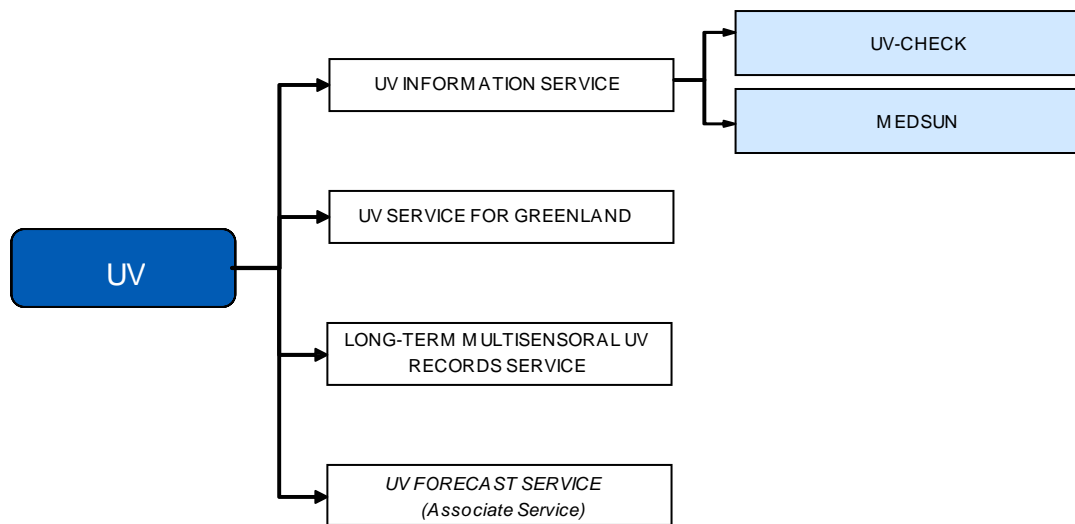 UV-CHECK
UV INFORMATION SERVICE
MEDSUN
UV SERVICE FOR GREENLAND
UV
LONG-TERM MULTISENSORAL UV
RECORDS SERVICE
UV FORECAST SERVICE
(Associate Service)